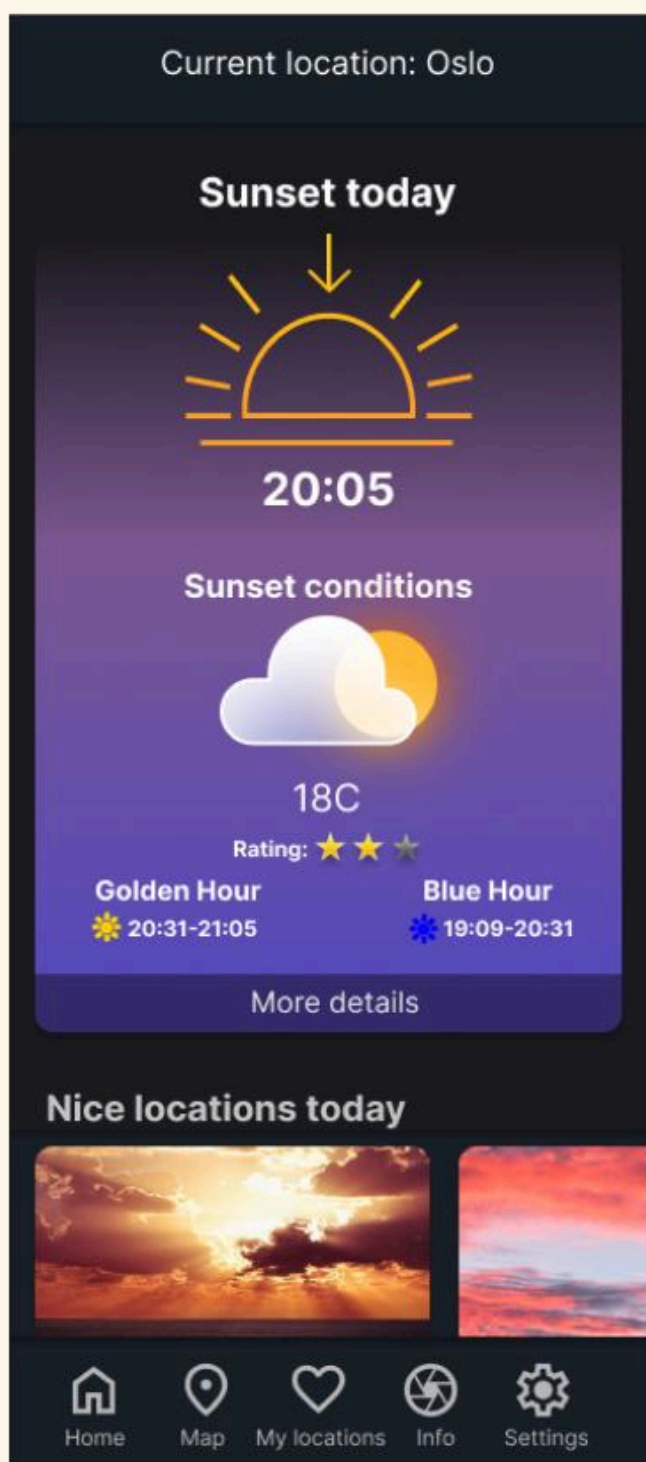 Current location: Oslo
Sunset today
20:05
Sunset conditions
18C
Rating:
Golden Hour
20:31-21:05
Blue Hour
19:09-20:31
More details
Nice locations today
Home
Map
My locations
Info
Settings